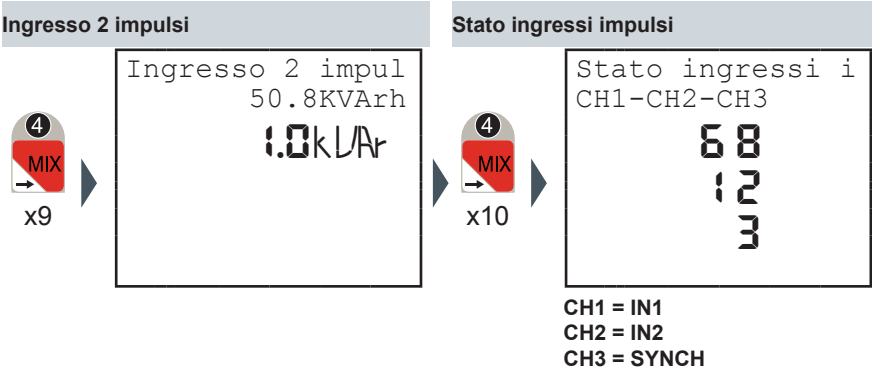 Ingresso 2 impulsi
4
MIX
x9
Ingresso 2 impul
50.8KVArh
1.0kVAr
Stato ingressi impulsi
4
MIX
x10
Stato ingressi i
CH1-CH2-CH3
68
12
3
CH1 = IN1
CH2 = IN2
CH3 = SYNCH